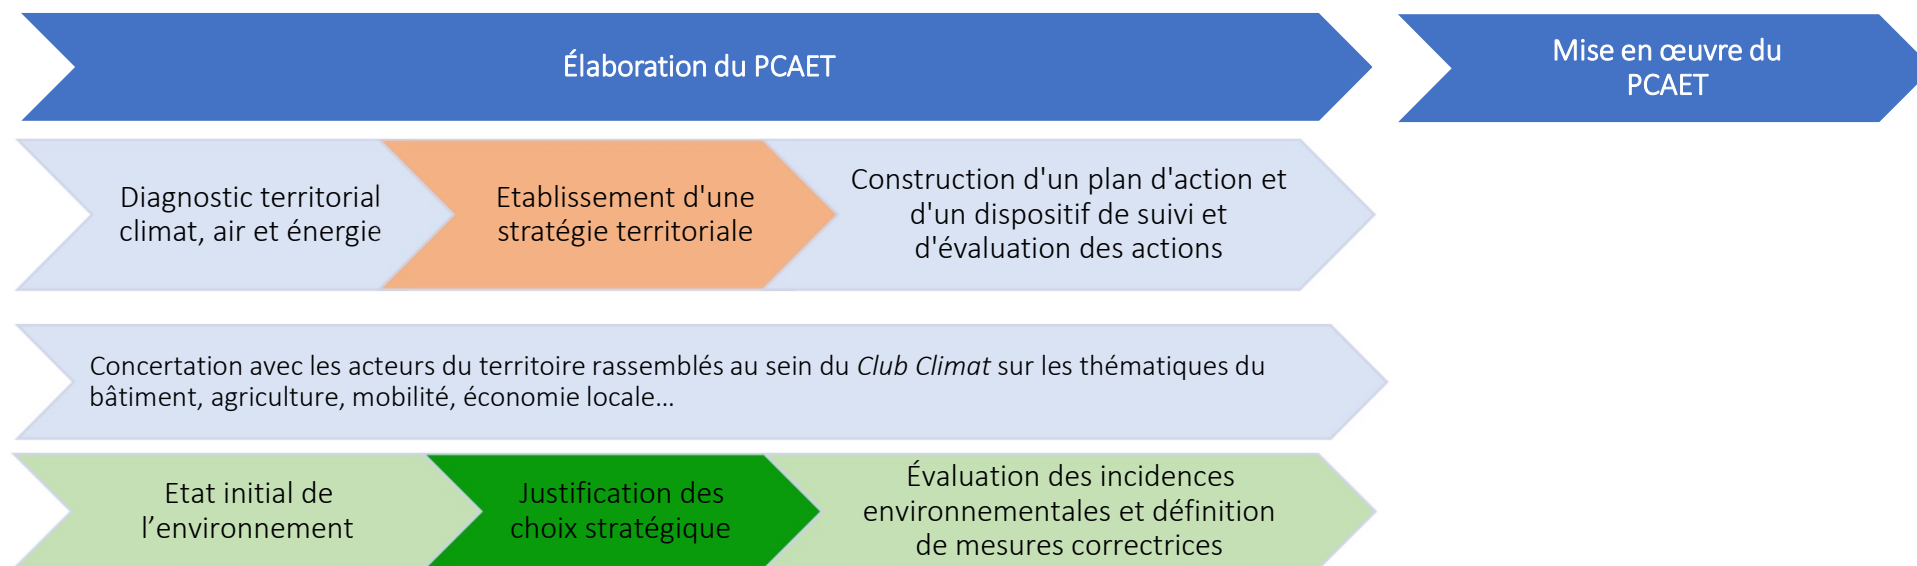 Élaboration du PCAET
Mise en œuvre du
PCAET
Diagnostic territorial
climat, air et énergie
Etablissement d'une
stratégie territoriale
Construction d'un plan d'action et
d'un dispositif de suivi et
d'évaluation des actions
Concertation avec les acteurs du territoire rassemblés au sein du Club Climat sur les thématiques du
bâtiment, agriculture, mobilité, économie locale…
Etat initial de
l’environnement
Justification des
choix stratégique
Évaluation des incidences
environnementales et définition
de mesures correctrices